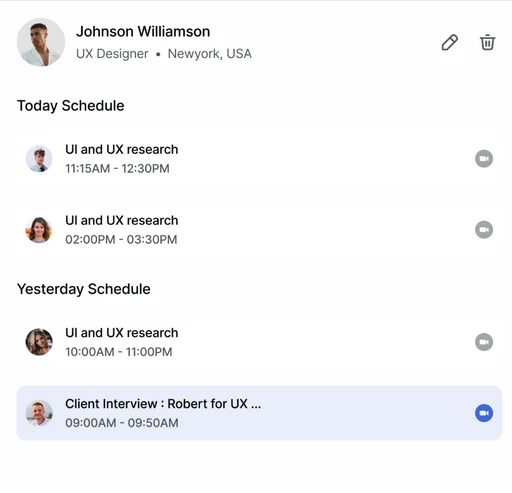 Johnson Williamson
UX Designer • Newyork, USA
Today Schedule
UI and UX research
11:15AM - 12:30PM
UI and UX research
02:00PM - 03:30PM
Yesterday Schedule
UI and UX research
10:00AM - 11:00PM
Client Interview : Robert for UX ...
09:00AM - 09:50AM